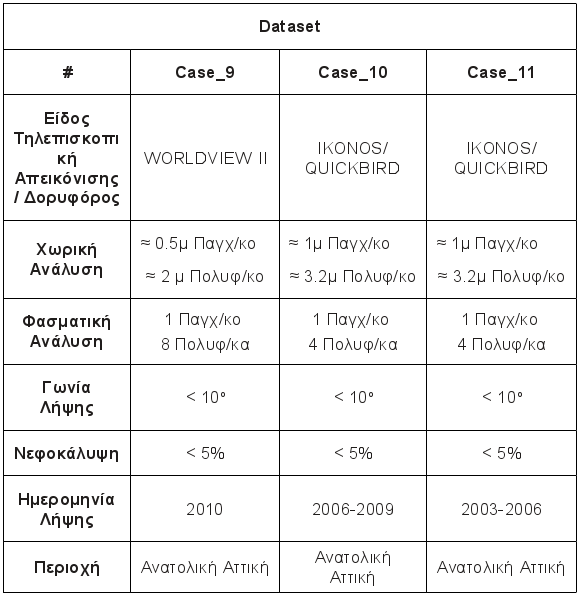 Dataset
# Case_9 Case_10 Case_11
Είδος
Τηλεπισκοπι
κή
Απεικόνισης
/ Δορυφόρος
WORLDVIEW II
IKONOS/
QUICKBIRD
IKONOS/
QUICKBIRD
Χωρική
Ανάλυση
≈ 0.5μ Παγχ/κο
≈ 2 μ Πολυφ/κο
≈ 1μ Παγχ/κο
≈ 3.2μ Πολυφ/κο
≈ 1μ Παγχ/κο
≈ 3.2μ Πολυφ/κο
Φασματική
Ανάλυση
1 Παγχ/κο
8 Πολυφ/κα
1 Παγχ/κο
4 Πολυφ/κα
1 Παγχ/κο
4 Πολυφ/κα
Γωνία
Λήψης
< 10°
< 10°
< 10°
Νεφοκάλυψη < 5% < 5% < 5%
Ημερομηνία
Λήψης
2010
2006-2009
2003-2006
Περιοχή
Ανατολική Αττική
Ανατολική
Αττική
Ανατολική Αττική